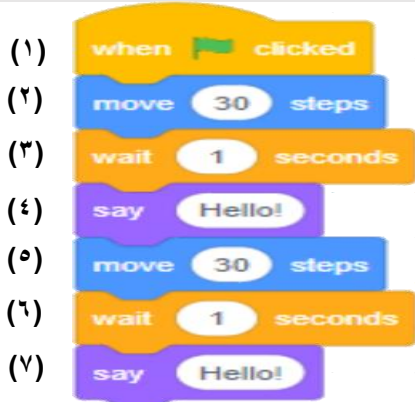 (١) when clicked
(٢) move 30 steps
(٣) wait 1 seconds
(٤) say Hello!
(٥) move 30 steps
(٦) wait 1 seconds
(٧) say Hello!